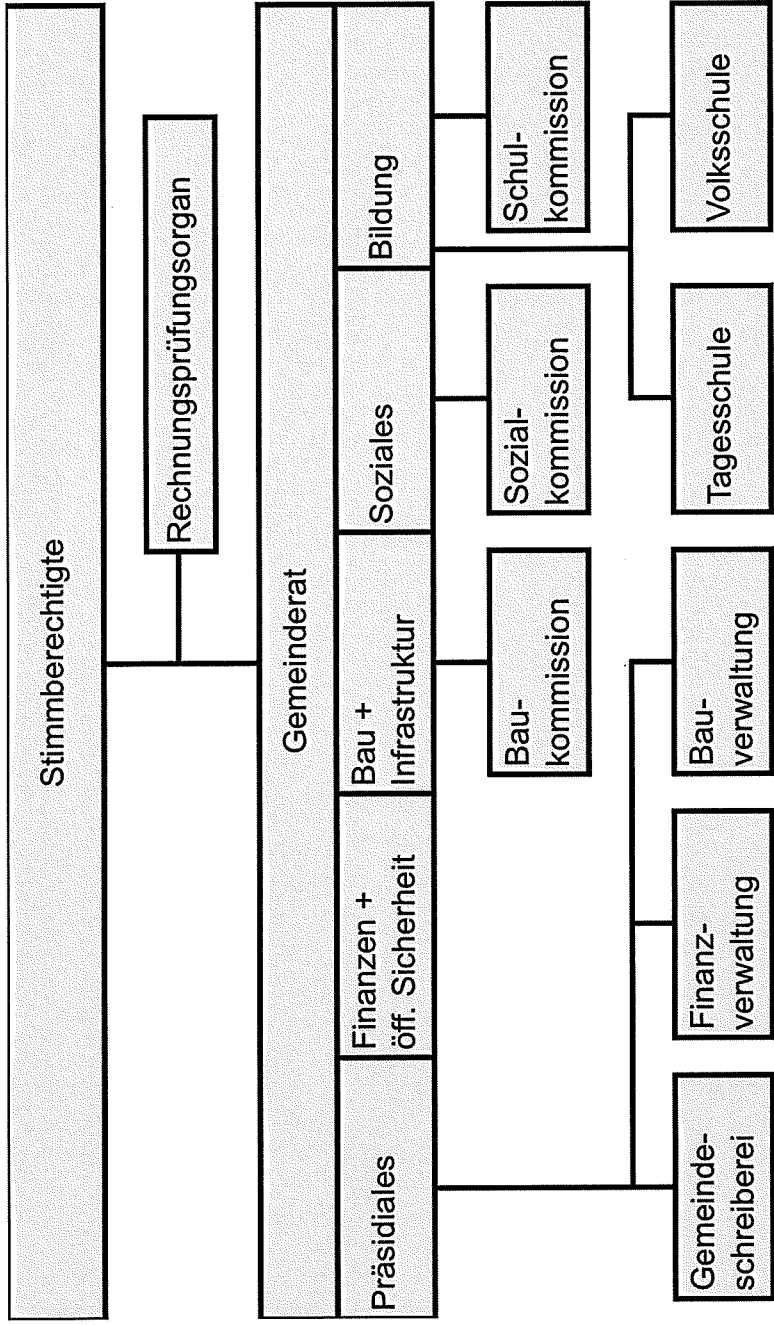 Stimmberechtigte
Rechnungsprüfungsorgan
Gemeinderat
Präsidiales
Finanzen +
öff. Sicherheit
Bau +
Infrastruktur
Soziales
Bildung
Bau-
kommission
Sozial-
kommission
Schul-
kommission
Gemeinde-
schreiberei
Finanz-
verwaltung
Bau-
verwaltung
Tagesschule
Volksschule